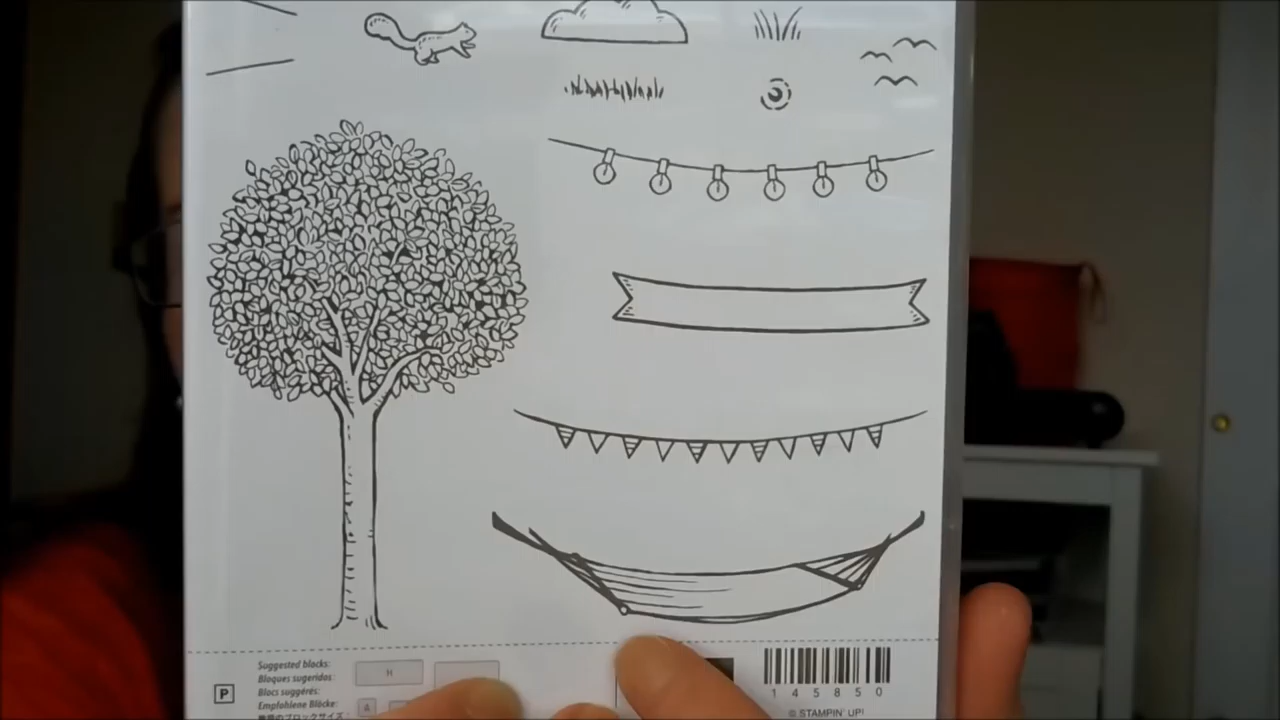 Suggested blocks:
Bloques sugeridos:
Blocs suggérés:
Empfohlene Blöcke:
P
H
A
145850
© STAMPIN' UP!